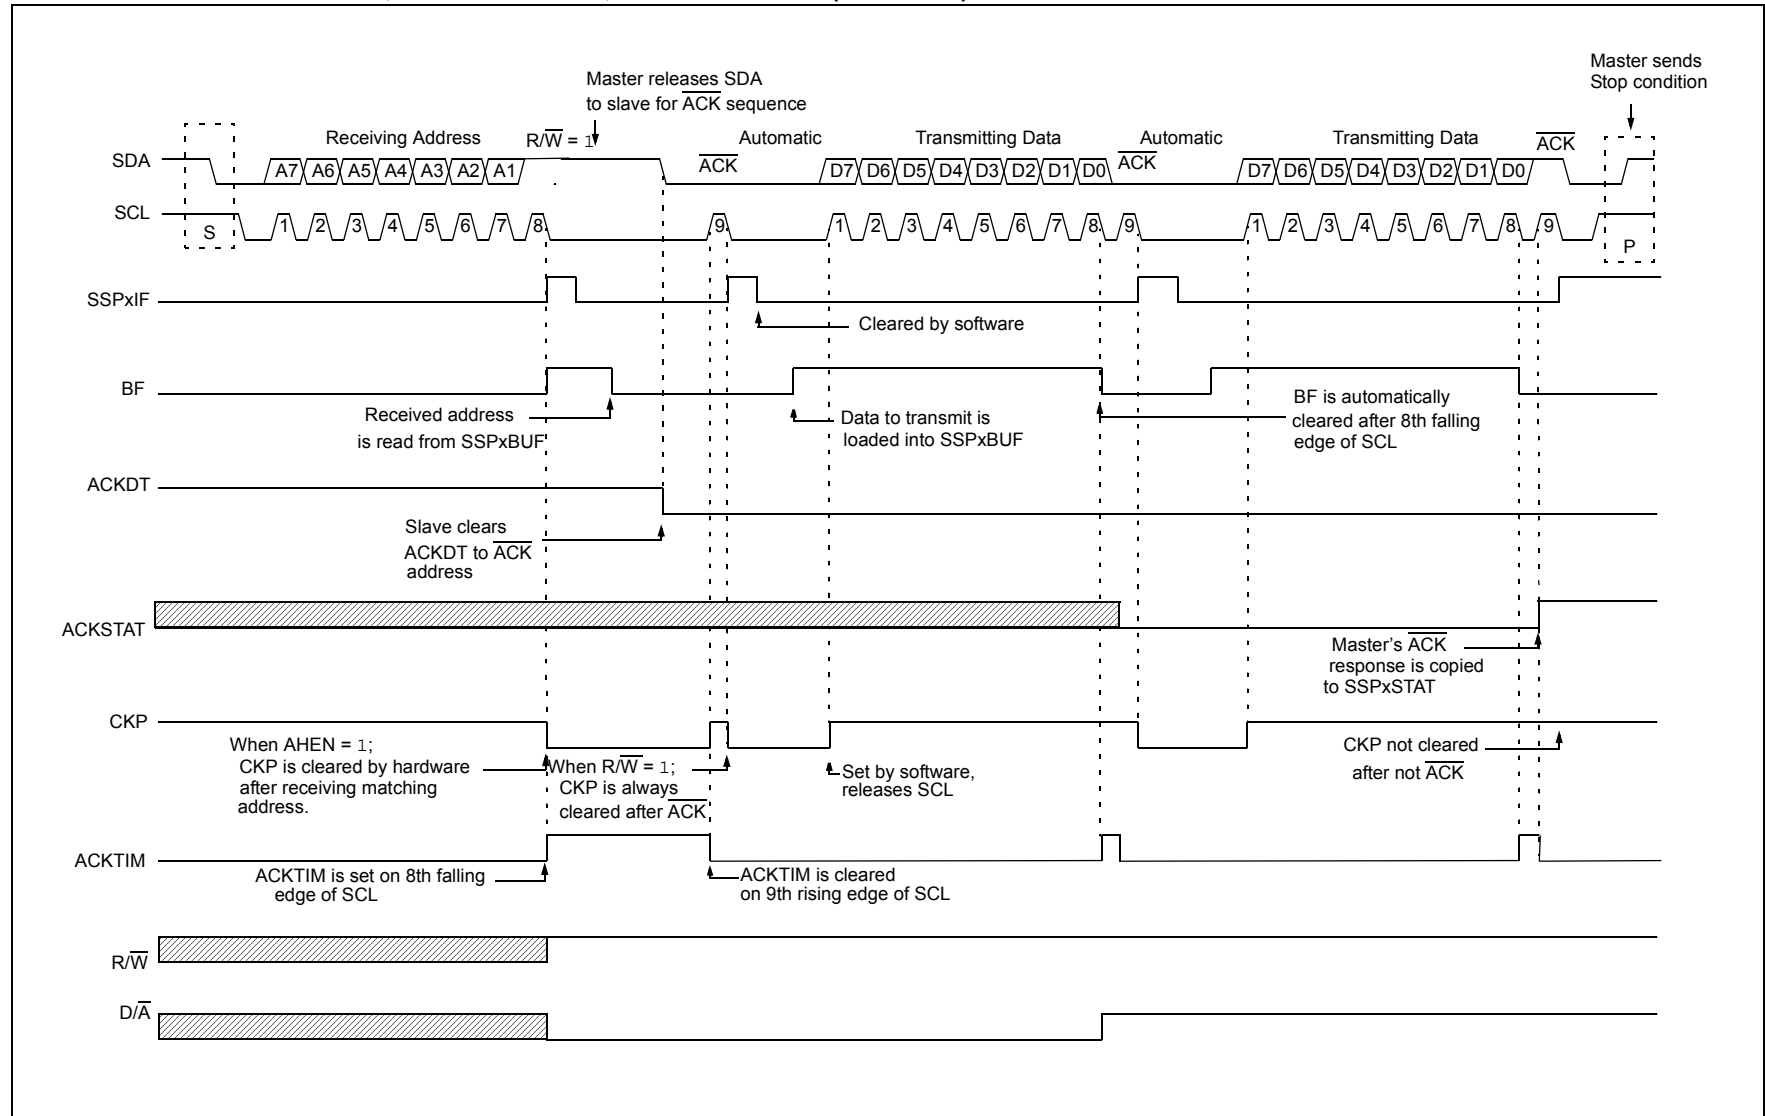 Master releases SDA
to slave for ACK sequence
Master sends
Stop condition
Receiving Address
R/W = 1
Automatic
Transmitting Data
Automatic
Transmitting Data
ACK
SDA
A7 A6 A5 A4 A3 A2 A1
ACK
D7 D6 D5 D4 D3 D2 D1 D0
ACK
D7 D6 D5 D4 D3 D2 D1 D0
SCL
S
1 2 3 4 5 6 7 8
9
1 2 3 4 5 6 7 8 9
1 2 3 4 5 6 7 8 9
P
SSPxIF
Cleared by software
BF
Received address
is read from SSPxBUF
Data to transmit is
loaded into SSPxBUF
BF is automatically
cleared after 8th falling
edge of SCL
ACKDT
Slave clears
ACKDT to ACK
address
ACKSTAT
Master's ACK
response is copied
to SSPxSTAT
CKP
When AHEN = 1;
CKP is cleared by hardware
after receiving matching
address.
When R/W = 1;
CKP is always
cleared after ACK
Set by software,
releases SCL
CKP not cleared
after not ACK
ACKTIM
ACKTIM is set on 8th falling
edge of SCL
ACKTIM is cleared
on 9th rising edge of SCL
R/W
D/A